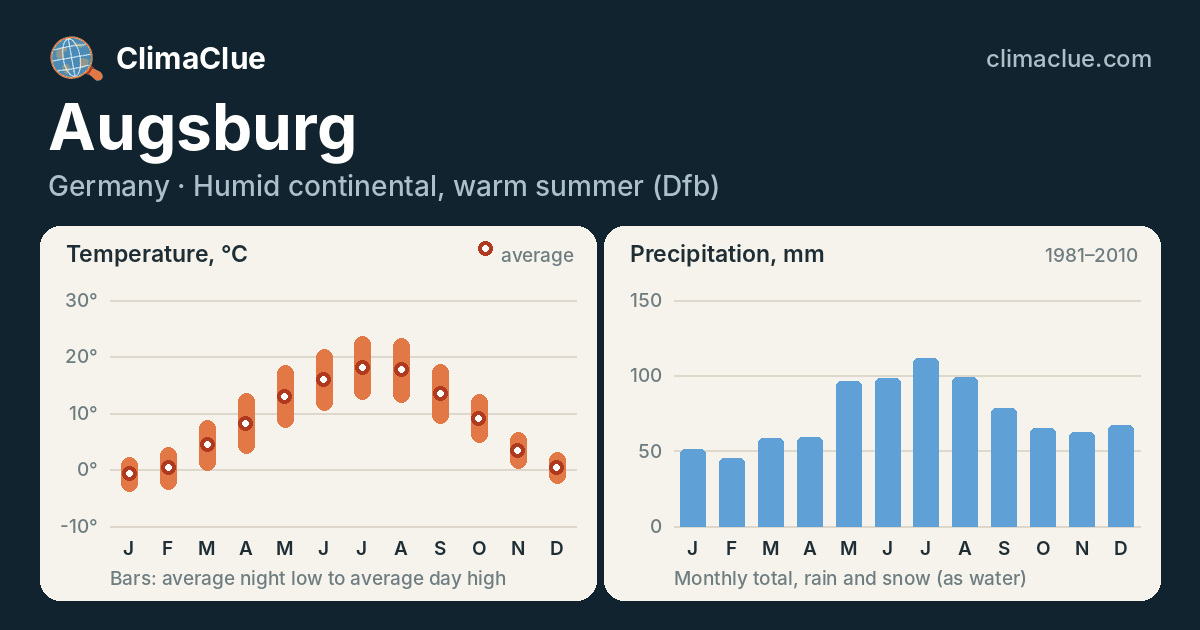 ClimaClue
climaclue.com
Augsburg
Germany · Humid continental, warm summer (Dfb)
Temperature, °C
average
30°
20°
10°
0°
-10°
J F M A M J J A S O N D
Bars: average night low to average day high
Precipitation, mm
1981–2010
150
100
50
0
J F M A M J J A S O N D
Monthly total, rain and snow (as water)